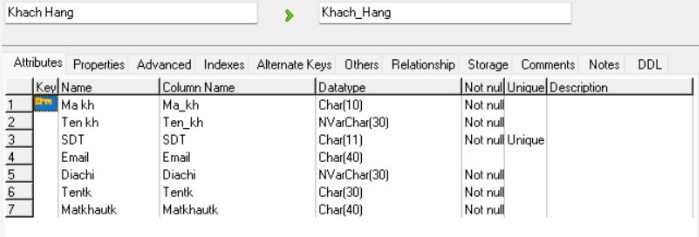 Khach Hang Khach_Hang
Attributes Properties Advanced Indexes Alternate Keys Others Relationship Storage Comments Notes DDL
Key Name Column Name Datatype Not nul Unique Description
1 Ma kh Ma_kh Char(10) Not null
2 Ten kh Ten_kh NVarChar(30) Not null
3 SDT SDT Char(11) Not null Unique
4 Email Email Char(40)
5 Diachi Diachi NVarChar(30) Not null
6 Tentk Tentk Char(30) Not null
7 Matkhautk Matkhautk Char(40) Not null